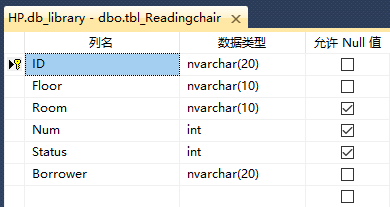 HP.db_library - dbo.tbl_Readingchair
列名 数据类型 允许 Null 值
ID nvarchar(20)
Floor nvarchar(10)
Room nvarchar(10)
Num int
Status int
Borrower nvarchar(20)